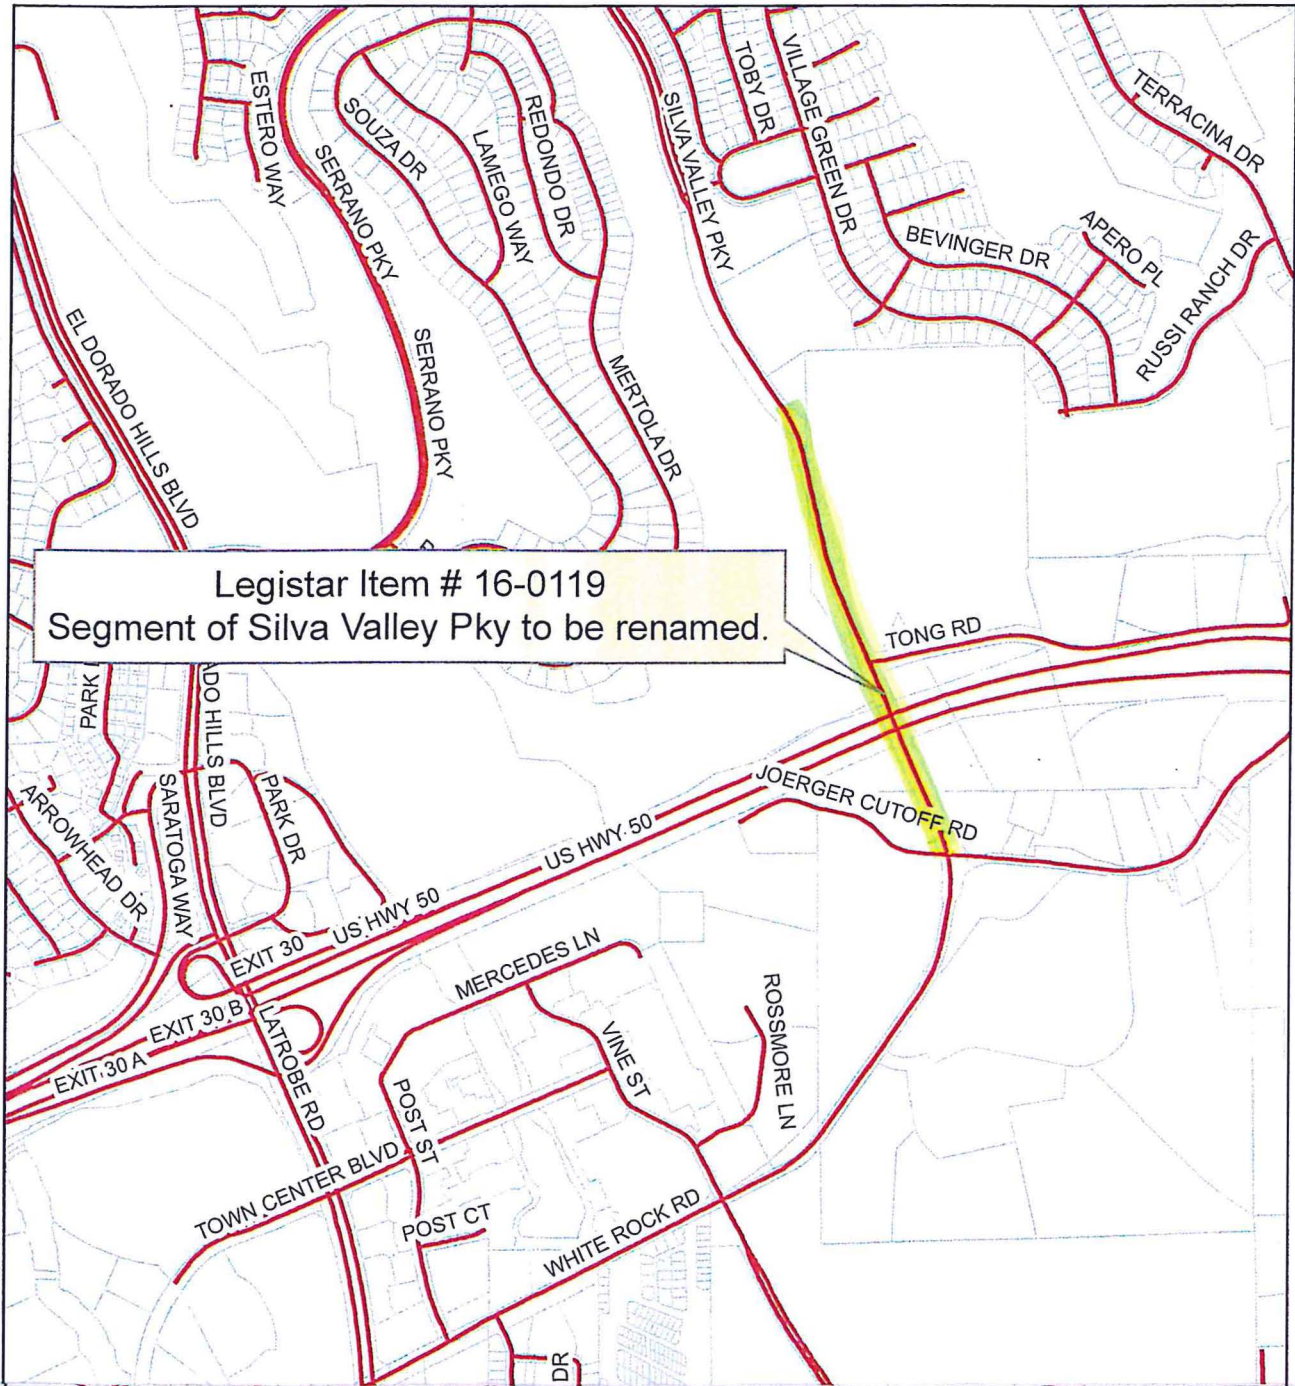 ESTERO WAY
SOUZA DR
LAMEGO WAY
REDONDO DR
SERRANO PKY
SILVA VALLEY PKY
TOBY DR
VILLAGE GREEN DR
TERRACINA DR
BEVINGER DR
APERO PL
RUSSI RANCH DR
EL DORADO HILLS BLVD
SERRANO PKY
MERTOLA DR
Legistar Item # 16-0119
Segment of Silva Valley Pky to be renamed.
TONG RD
PARK
ADO HILLS BLVD
ARROWHEAD DR
SARATOGA WAY
PARK DR
JOERGER CUTOFF RD
US HWY 50
US HWY 50
EXIT 30
MERCEDES LN
EXIT 30 B
EXIT 30 A
LATROBE RD
VINE ST
ROSSMORE LN
POST ST
TOWN CENTER BLVD
POST CT
WHITE ROCK RD
DR